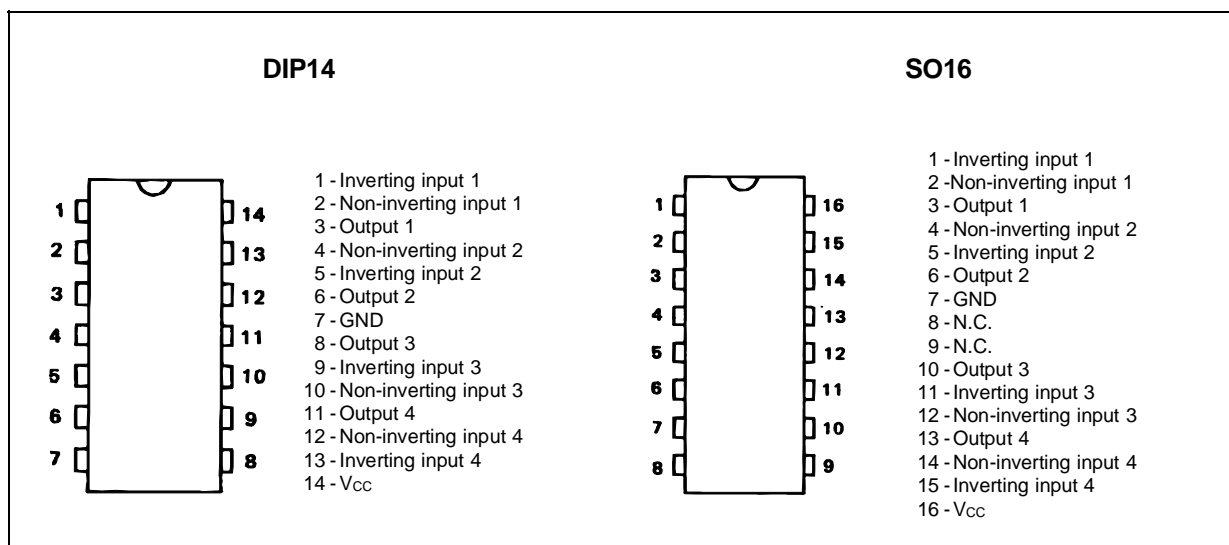 DIP14
1
2
3
4
5
6
7
14
13
12
11
10
9
8
1 - Inverting input 1
2 - Non-inverting input 1
3 - Output 1
4 - Non-inverting input 2
5 - Inverting input 2
6 - Output 2
7 - GND
8 - Output 3
9 - Inverting input 3
10 - Non-inverting input 3
11 - Output 4
12 - Non-inverting input 4
13 - Inverting input 4
14 - Vcc
SO16
1
2
3
4
5
6
7
8
16
15
14
13
12
11
10
9
1 - Inverting input 1
2 -Non-inverting input 1
3 - Output 1
4 - Non-inverting input 2
5 - Inverting input 2
6 - Output 2
7 - GND
8 - N.C.
9 - N.C.
10 - Output 3
11 - Inverting input 3
12 - Non-inverting input 3
13 - Output 4
14 - Non-inverting input 4
15 - Inverting input 4
16 - Vcc